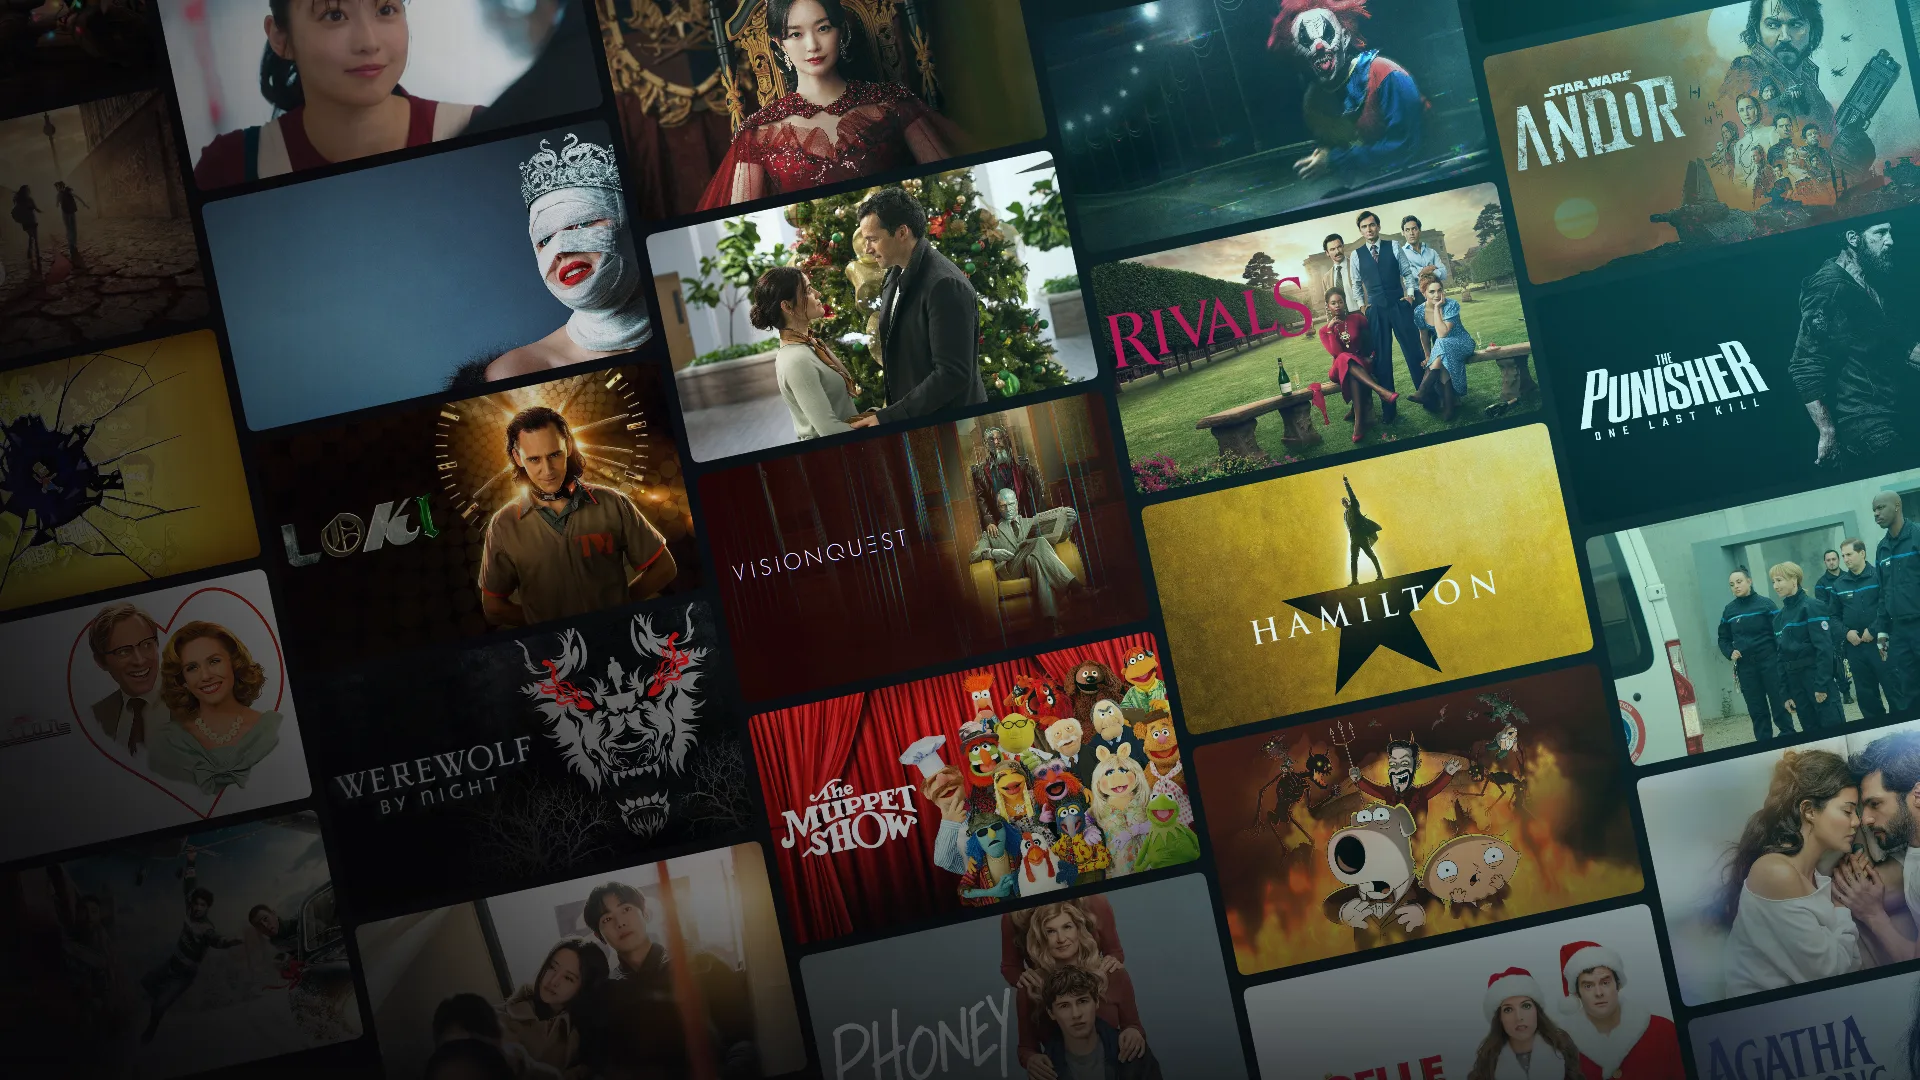 STAR WARS
ANDOR
RIVALS
THE
PUNISHER
ONE LAST KILL
LOKI
VISIONQUEST
HAMILTON
WEREWOLF
BY NIGHT
The
MUPPET
SHOW
PHONEY
AGATHA